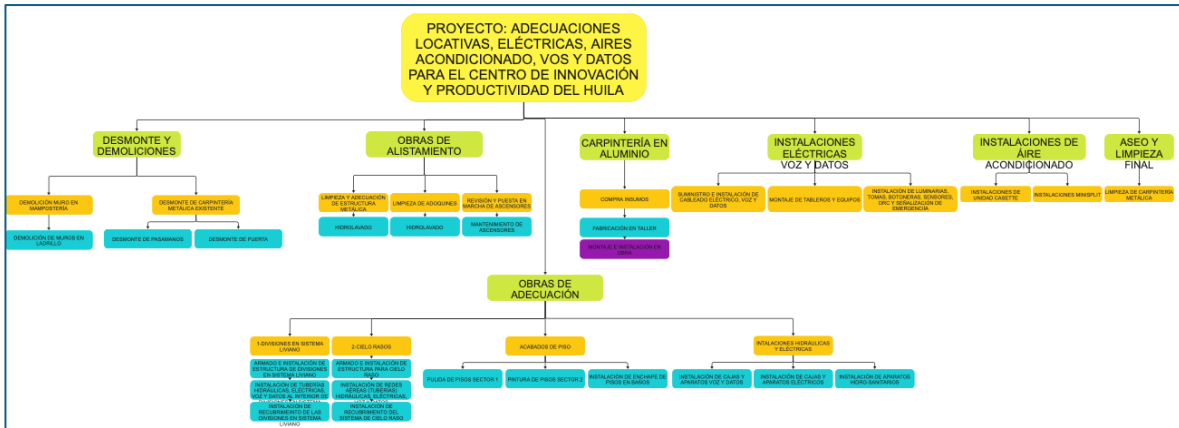 PROYECTO: ADECUACIONES
LOCATIVAS, ELÉCTRICAS, AIRES
ACONDICIONADO, VOS Y DATOS
PARA EL CENTRO DE INNOVACIÓN
Y PRODUCTIVIDAD DEL HUILA
DESMONTE Y
DEMOLICIONES
OBRAS DE
ALISTAMIENTO
CARPINTERÍA EN
ALUMINIO
INSTALACIONES
ELÉCTRICAS
VOZ Y DATOS
INSTALACIONES DE
ÁIRE
ACONDICIONADO
ASEO Y
LIMPIEZA
FINAL
DEMOLICIÓN MURO EN
MAMPOSTERÍA
DESMONTE DE CARPINTERÍA
METÁLICA EXISTENTE
LIMPIEZA Y ADECUACIÓN
DE ESTRUCTURA
METÁLICA
LIMPIEZA DE ADOQUINES
REVISIÓN Y PUESTA EN
MARCHA DE ASCENSORES
COMPRA INSUMOS
SUMINISTRO E INSTALACIÓN DE
CABLEADO ELÉCTRICO, VOZ Y
DATOS
MONTAJE DE TABLEROS Y EQUIPOS
INSTALACIÓN DE LUMINARIAS,
TOMAS, BOTONERAS, SENSORES,
DRC Y SEÑALIZACIÓN DE
EMERGENCIA
INSTALACIONES DE
UNIDAD CASETTE
INSTALACIONES MINISPLIT
LIMPIEZA DE CARPINTERÍA
METÁLICA
DEMOLICIÓN DE MUROS EN
LADRILLO
DESMONTE DE PASAMANOS
DESMONTE DE PUERTA
HIDROLAVADO
HIDROLAVADO
MANTENIMIENTO DE
ASCENSORES
FABRICACIÓN EN TALLER
MONTAJE E INSTALACIÓN EN
OBRA
OBRAS DE
ADECUACIÓN
1-DIVISIONES EN SISTEMA
LIVIANO
2-CIELO RASOS
ACABADOS DE PISO
INTALACIONES HIDRÁULICAS
Y ELÉCTRICAS
ARMADO E INSTALACIÓN DE
ESTRUCTURA DE DIVISIONES
EN SISTEMA LIVIANO
ARMADO E INSTALACIÓN DE
ESTRUCTURA PARA CIELO
RASO
PULIDA DE PISOS SECTOR 1
PINTURA DE PISOS SECTOR 2
INSTALACIÓN DE ENCHAPE DE
PISOS EN BAÑOS
INSTALACIÓN DE CAJAS Y
APARATOS VOZ Y DATOS
INSTALACIÓN DE CAJAS Y
APARATOS ELÉCTRICOS
INSTALACIÓN DE APARATOS
HIDRO-SANITARIOS
INSTALACIÓN DE TUBERÍAS
HIDRÁULICAS, ELÉCTRICAS,
VOZ Y DATOS AL INTERIOR DE
INSTALACIÓN DE REDES
AÉREAS (TUBERÍAS)
HIDRÁULICAS, ELÉCTRICAS,
INSTALACIÓN DE
RECUBRIMIENTO DE LAS
DIVISIONES EN SISTEMA
LIVIANO
INSTALACIÓN DE
RECUBRIMIENTO DEL
SISTEMA DE CIELO RASO